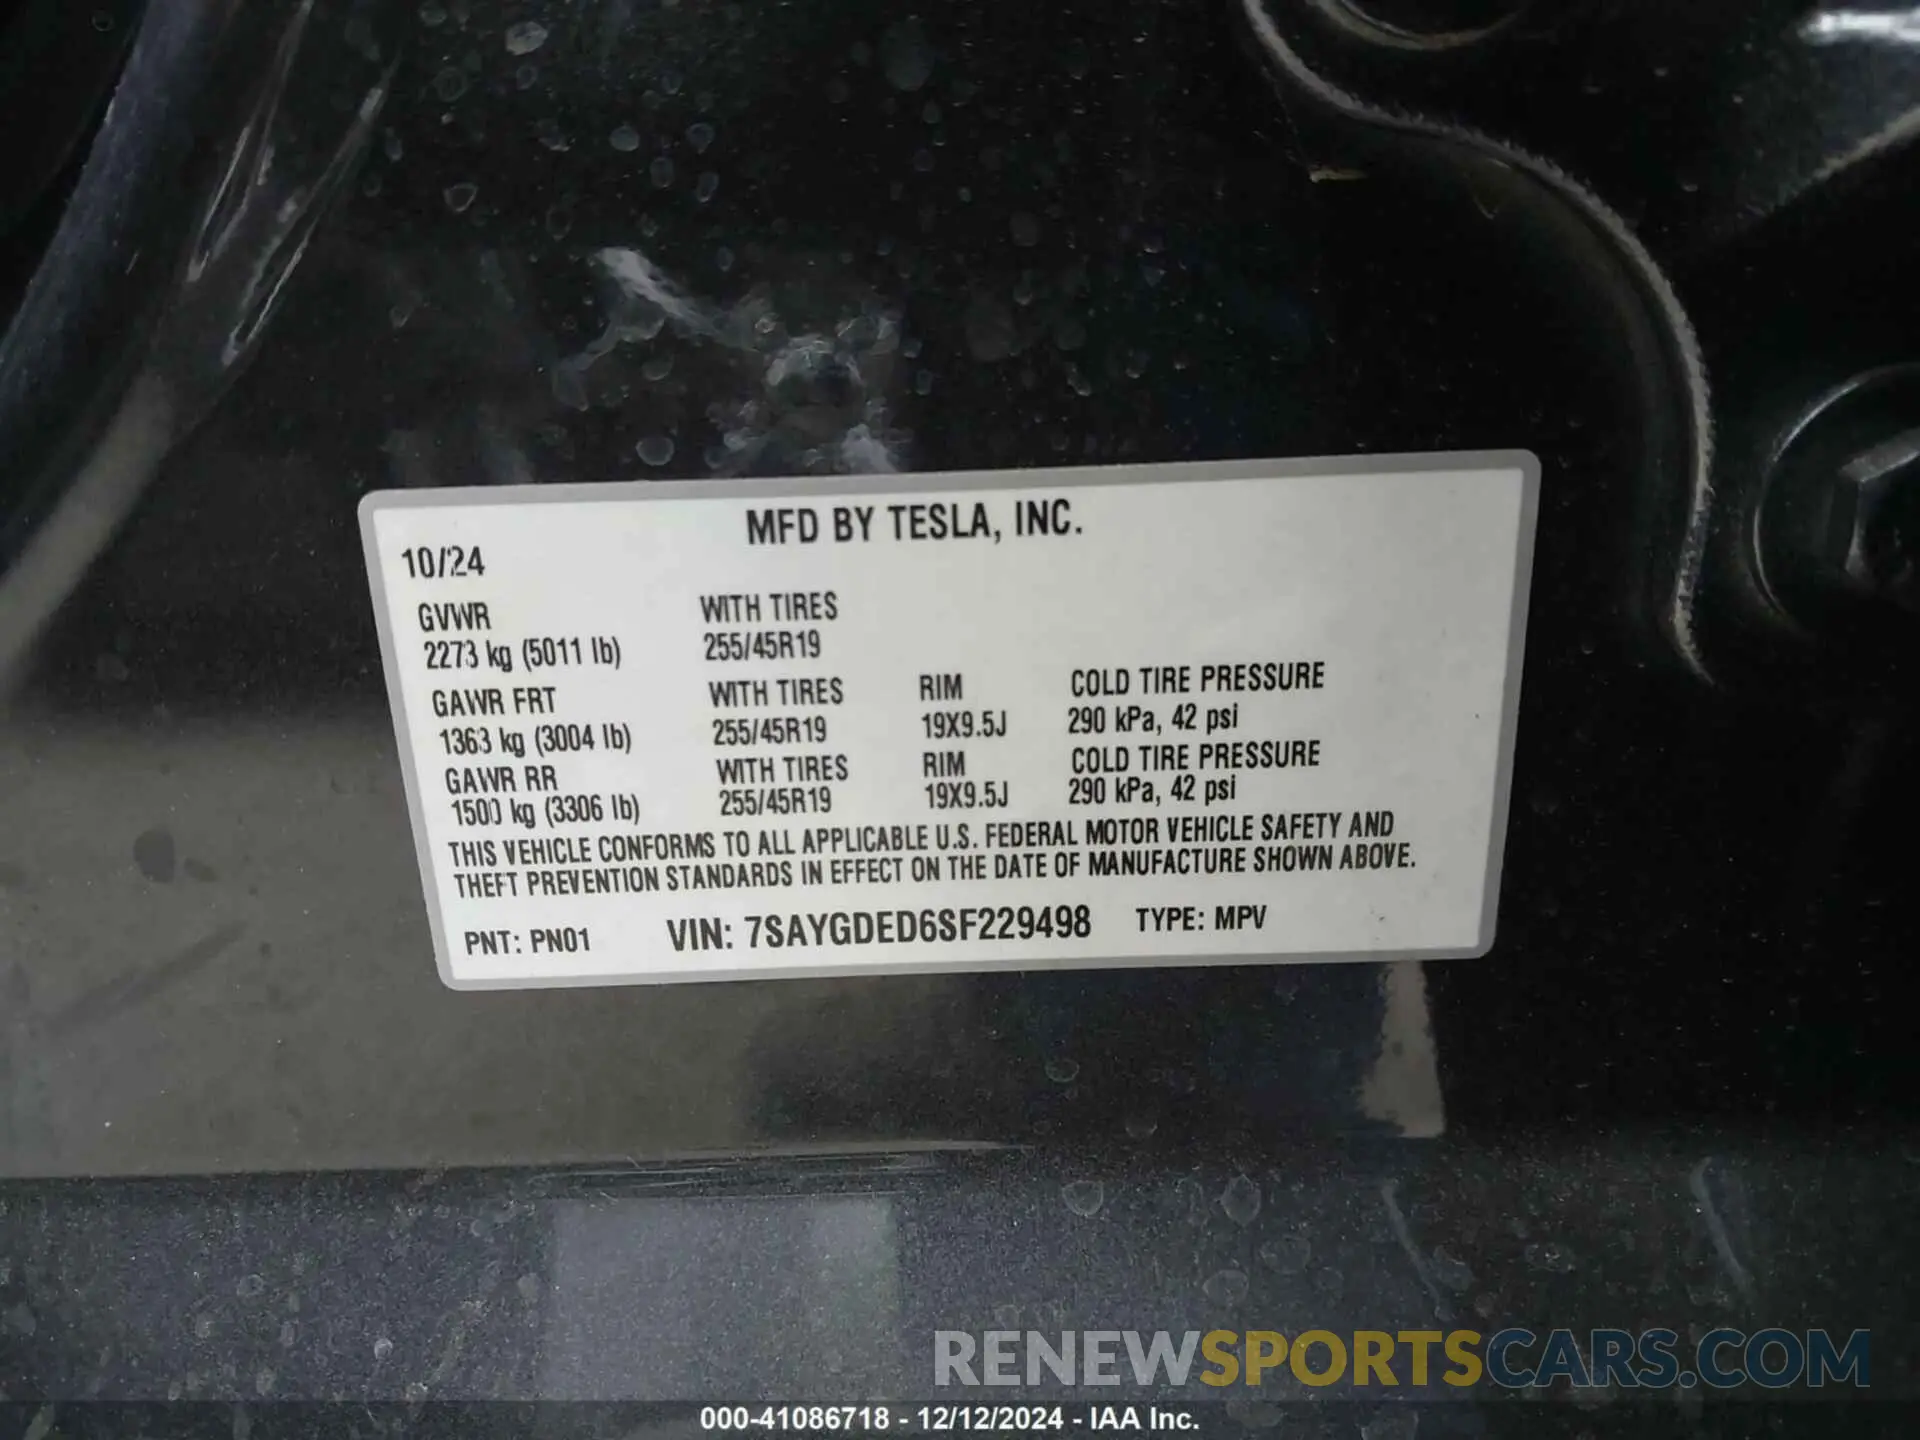 MFD BY TESLA, INC.
10/24
GVWR WITH TIRES
2273 kg (5011 lb) 255/45R19
GAWR FRT WITH TIRES RIM COLD TIRE PRESSURE
1363 kg (3004 lb) 255/45R19 19X9.5J 290 kPa, 42 psi
GAWR RR WITH TIRES RIM COLD TIRE PRESSURE
1500 kg (3306 lb) 255/45R19 19X9.5J 290 kPa, 42 psi
THIS VEHICLE CONFORMS TO ALL APPLICABLE U.S. FEDERAL MOTOR VEHICLE SAFETY AND
THEFT PREVENTION STANDARDS IN EFFECT ON THE DATE OF MANUFACTURE SHOWN ABOVE.
PNT: PN01 VIN: 7SAYGDED6SF229498 TYPE: MPV
RENEWSPORTSCARS.COM
000-41086718 - 12/12/2024 - IAA Inc.